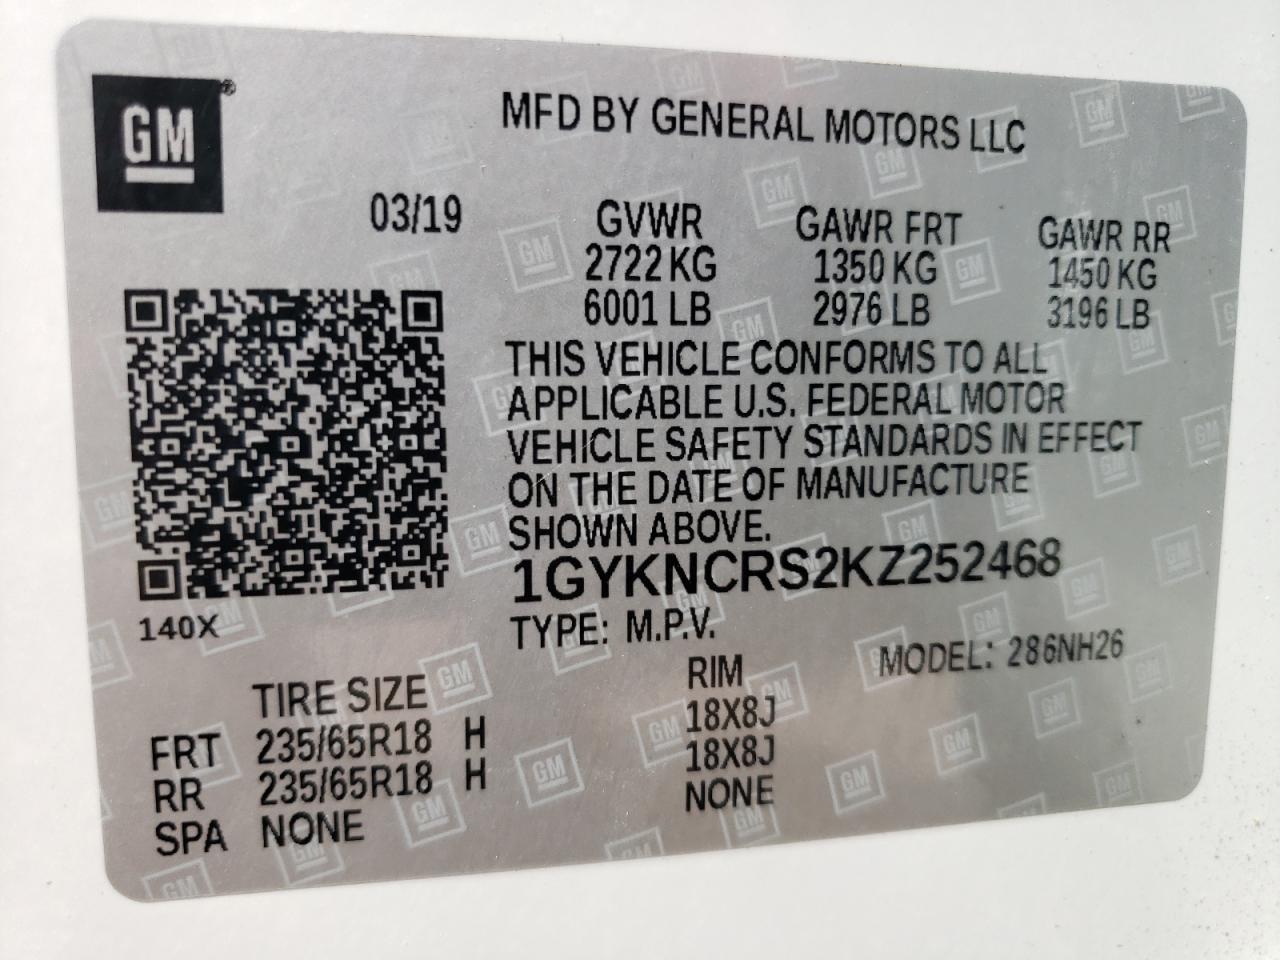 GM®
MFD BY GENERAL MOTORS LLC
03/19
GVWR GAWR FRT GAWR RR
2722 KG 1350 KG 1450 KG
6001 LB 2976 LB 3196 LB
THIS VEHICLE CONFORMS TO ALL
APPLICABLE U.S. FEDERAL MOTOR
VEHICLE SAFETY STANDARDS IN EFFECT
ON THE DATE OF MANUFACTURE
SHOWN ABOVE.
1GYKNCRS2KZ252468
140X
TYPE: M.P.V.
MODEL: 286NH26
TIRE SIZE RIM
FRT 235/65R18 H 18X8J
RR 235/65R18 H 18X8J
SPA NONE NONE